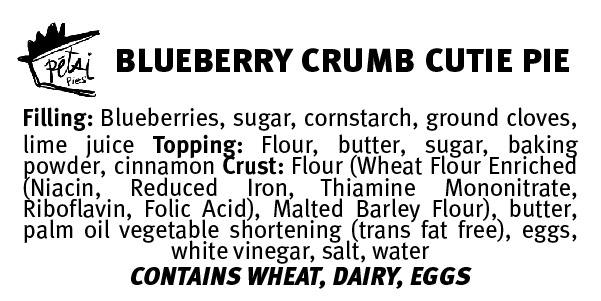 pétsi
Pies
BLUEBERRY CRUMB CUTIE PIE
Filling: Blueberries, sugar, cornstarch, ground cloves,
lime juice Topping: Flour, butter, sugar, baking
powder, cinnamon Crust: Flour (Wheat Flour Enriched
(Niacin, Reduced Iron, Thiamine Mononitrate,
Riboflavin, Folic Acid), Malted Barley Flour), butter,
palm oil vegetable shortening (trans fat free), eggs,
white vinegar, salt, water
CONTAINS WHEAT, DAIRY, EGGS